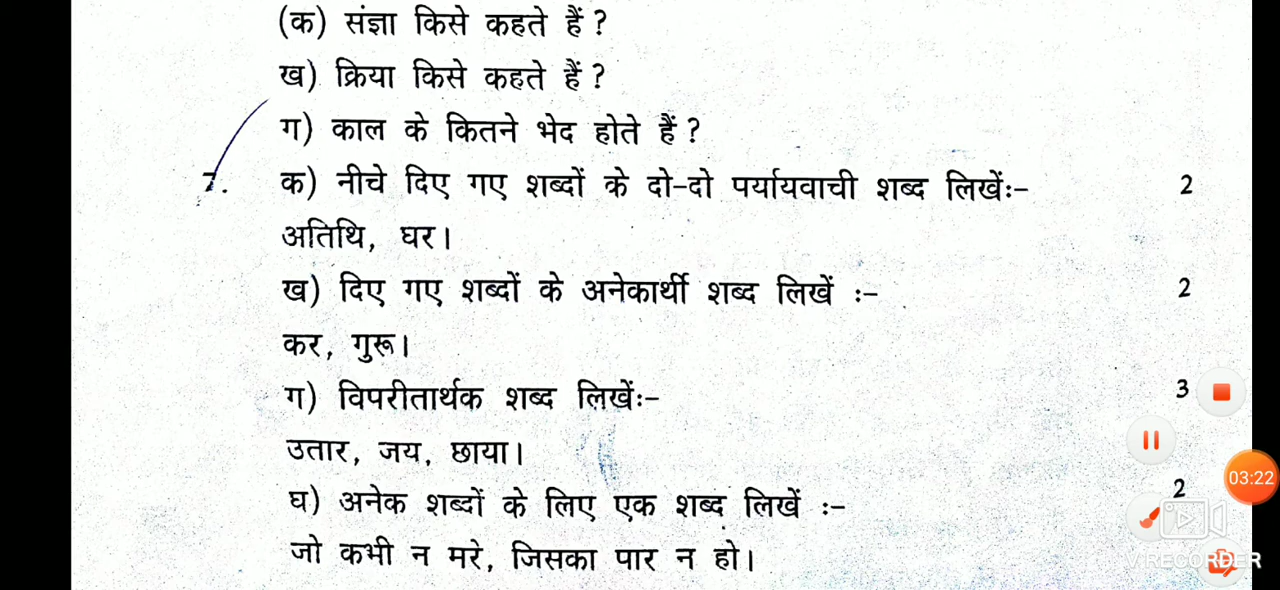 (क) संज्ञा किसे कहते हैं ?
ख) क्रिया किसे कहते हैं ?
ग) काल के कितने भेद होते हैं ?
7. क) नीचे दिए गए शब्दों के दो-दो पर्यायवाची शब्द लिखें:- 2
अतिथि, घर।
ख) दिए गए शब्दों के अनेकार्थी शब्द लिखें :- 2
कर, गुरू।
ग) विपरीतार्थक शब्द लिखें:- 3
उतार, जय, छाया।
03:22
घ) अनेक शब्दों के लिए एक शब्द लिखें :- 2
जो कभी न मरे, जिसका पार न हो।
V RECORDER